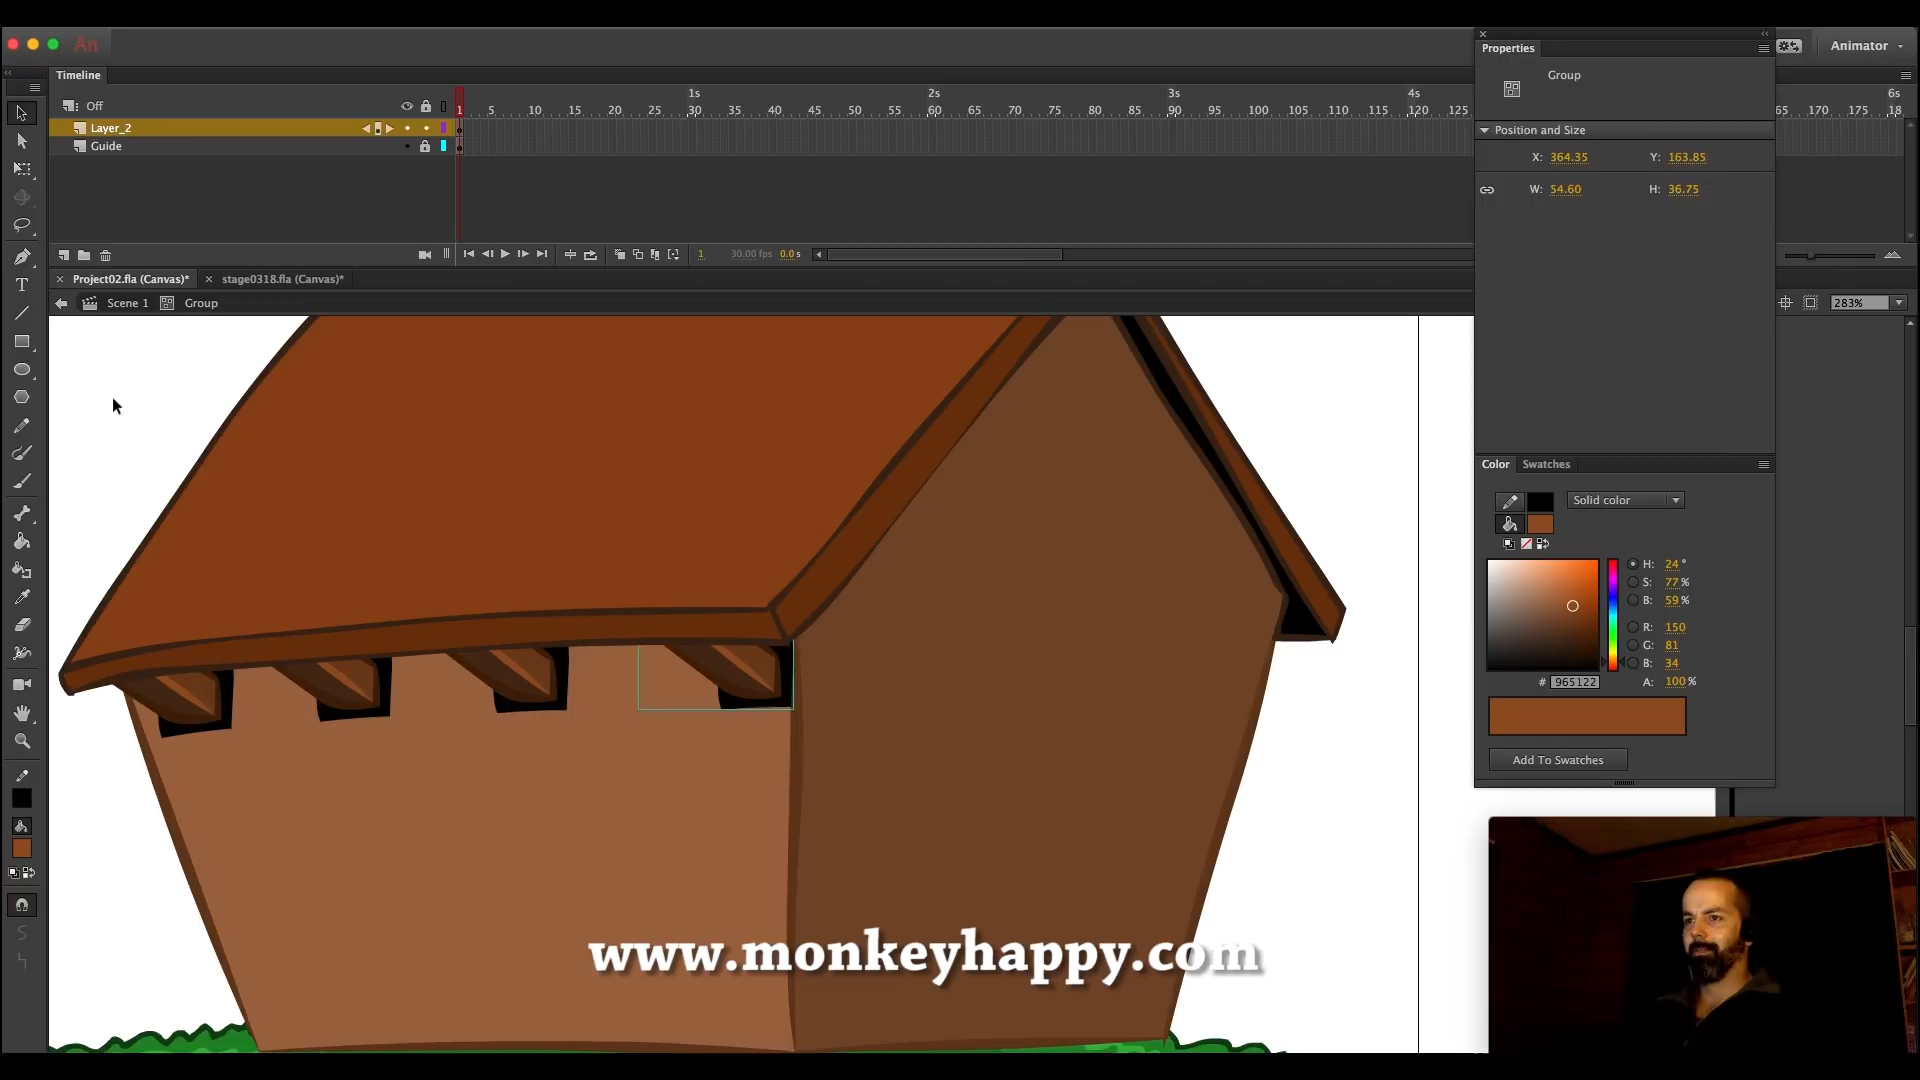 An
Animator
Properties
Group
Timeline
1s 2s 3s 4s 6s
Off
1 5 10 15 20 25 30 35 40 45 50 55 60 65 70 75 80 85 90 95 100 105 110 115 120 125 65 170 175 18
Layer_2
Guide
Position and Size
X: 364.35 Y: 163.85
W: 54.60 H: 36.75
1 30.00 fps 0.0 s
Project02.fla (Canvas)* stage0318.fla (Canvas)*
Scene 1 Group
283%
Color Swatches
Solid color
H: 24 °
S: 77 %
B: 59 %
R: 150
G: 81
B: 34
# 965122 A: 100 %
Add To Swatches
www.monkeyhappy.com